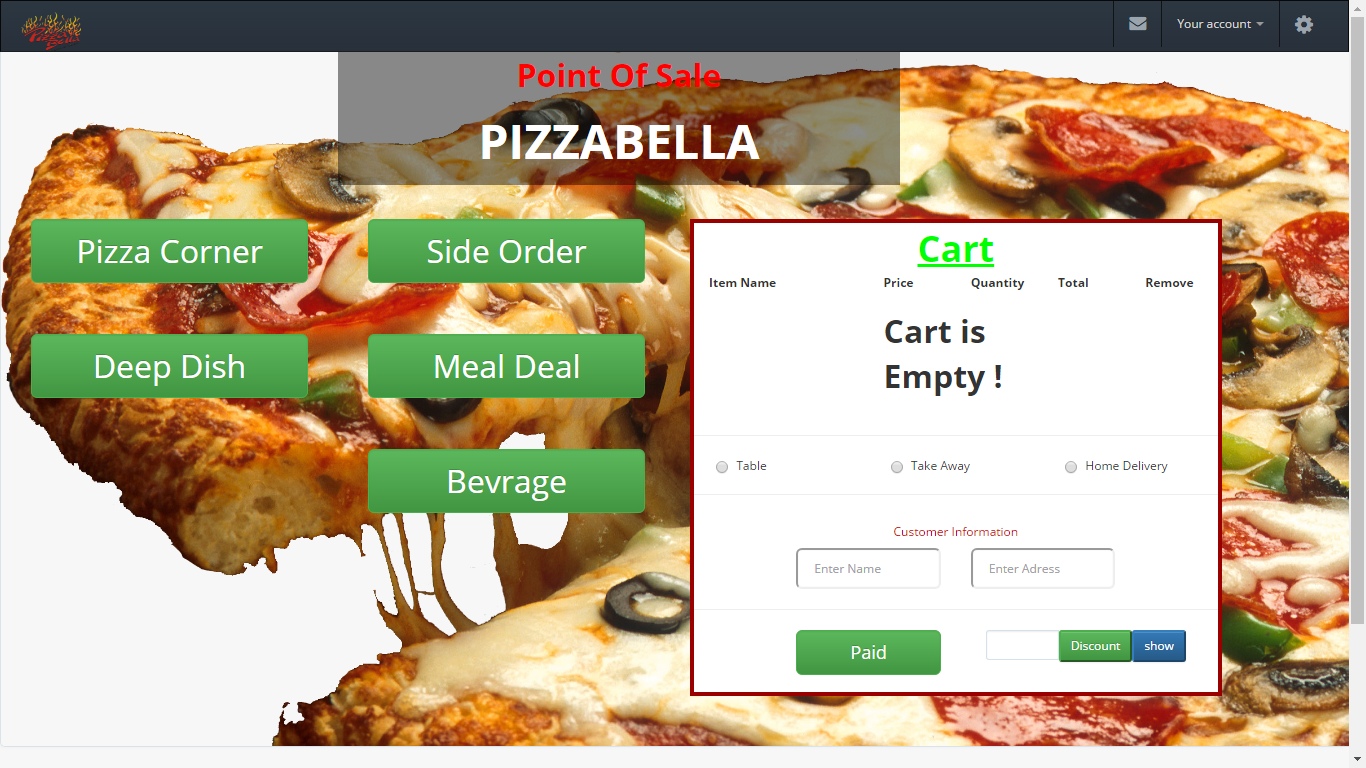 Pizza Bella
Your account
Point Of Sale
PIZZABELLA
Pizza Corner
Side Order
Deep Dish
Meal Deal
Bevrage
Cart
Item Name Price Quantity Total Remove
Cart is
Empty !
Table Take Away Home Delivery
Customer Information
Enter Name Enter Adress
Paid Discount show